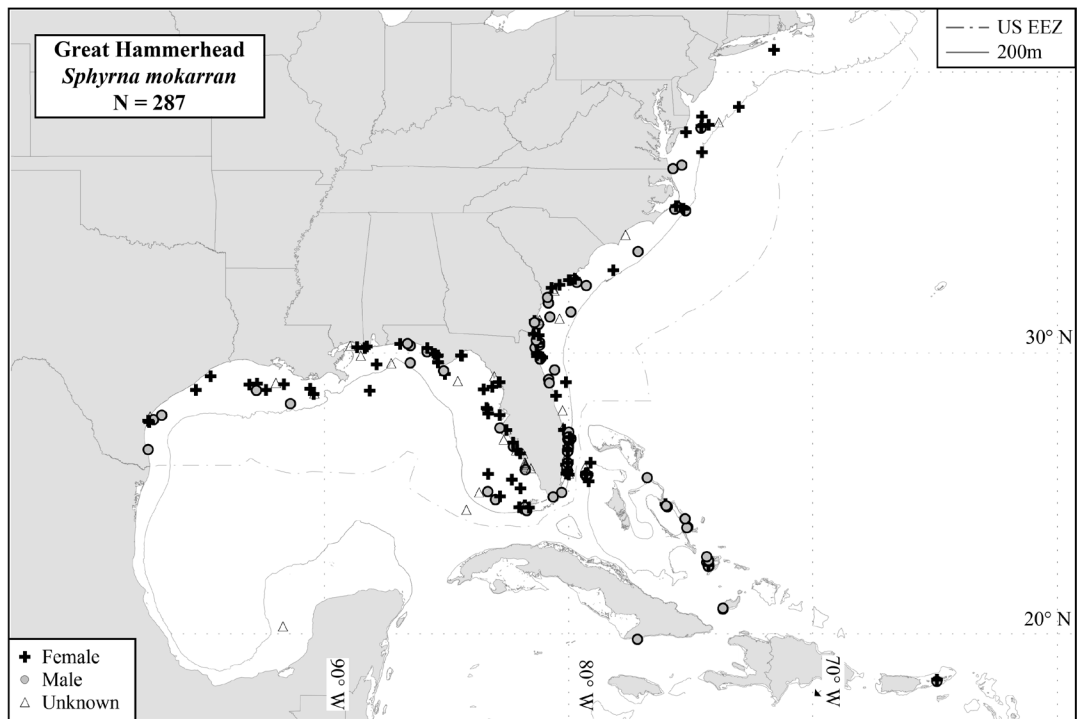 Great Hammerhead
Sphyrna mokarran
N = 287
US EEZ
200m
30° N
20° N
90° W
80° W
70° W
Female
Male
Unknown